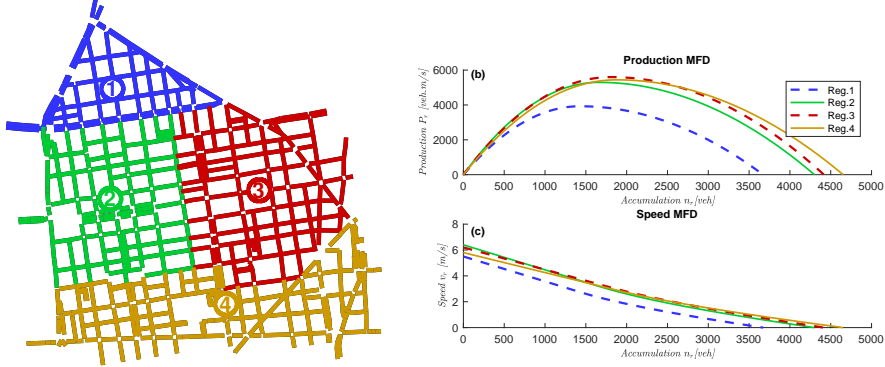 1
2
3
4
Production MFD
(b)
Production P_r [veh.m/s]
6000
4000
2000
0
Reg.1
Reg.2
Reg.3
Reg.4
0 500 1000 1500 2000 2500 3000 3500 4000 4500 5000
Accumulation n_r [veh]
Speed MFD
(c)
Speed v_r [m/s]
8
6
4
2
0
0 500 1000 1500 2000 2500 3000 3500 4000 4500 5000
Accumulation n_r [veh]